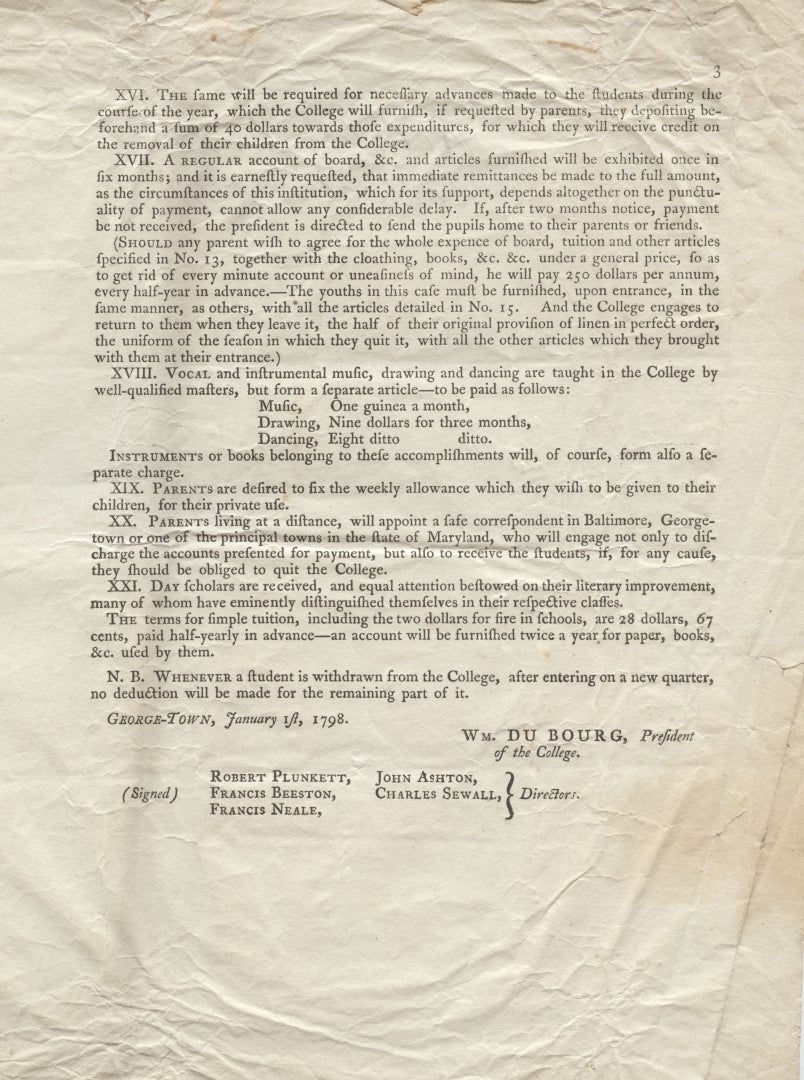 3
XVI. THE ſame will be required for neceſſary advances made to the ſtudents during the
courſe of the year, which the College will furniſh, if requeſted by parents, they depoſiting be-
forehand a ſum of 40 dollars towards thoſe expenditures, for which they will receive credit on
the removal of their children from the College.
XVII. A REGULAR account of board, &c. and articles furniſhed will be exhibited once in
ſix months; and it is earneſtly requeſted, that immediate remittances be made to the full amount,
as the circumſtances of this inſtitution, which for its ſupport, depends altogether on the punctu-
ality of payment, cannot allow any conſiderable delay. If, after two months notice, payment
be not received, the preſident is directed to ſend the pupils home to their parents or friends.
(SHOULD any parent wiſh to agree for the whole expence of board, tuition and other articles
ſpecified in No. 13, together with the cloathing, books, &c. &c. under a general price, ſo as
to get rid of every minute account or uneaſineſs of mind, he will pay 250 dollars per annum,
every half-year in advance.—The youths in this caſe muſt be furniſhed, upon entrance, in the
ſame manner, as others, with all the articles detailed in No. 15. And the College engages to
return to them when they leave it, the half of their original proviſion of linen in perfect order,
the uniform of the ſeaſon in which they quit it, with all the other articles which they brought
with them at their entrance.)
XVIII. VOCAL and inſtrumental muſic, drawing and dancing are taught in the College by
well-qualified maſters, but form a ſeparate article—to be paid as follows:
Muſic, One guinea a month,
Drawing, Nine dollars for three months,
Dancing, Eight ditto ditto.
INSTRUMENTS or books belonging to theſe accompliſhments will, of courſe, form alſo a ſe-
parate charge.
XIX. PARENTS are deſired to fix the weekly allowance which they wiſh to be given to their
children, for their private uſe.
XX. PARENTS living at a diſtance, will appoint a ſafe correſpondent in Baltimore, George-
town or one of the principal towns in the ſtate of Maryland, who will engage not only to diſ-
charge the accounts preſented for payment, but alſo to receive the ſtudents, if, for any cauſe,
they ſhould be obliged to quit the College.
XXI. DAY ſcholars are received, and equal attention beſtowed on their literary improvement,
many of whom have eminently diſtinguiſhed themſelves in their reſpective claſſes.
THE terms for ſimple tuition, including the two dollars for fire in ſchools, are 28 dollars, 67
cents, paid half-yearly in advance—an account will be furniſhed twice a year for paper, books,
&c. uſed by them.
N. B. WHENEVER a ſtudent is withdrawn from the College, after entering on a new quarter,
no deduction will be made for the remaining part of it.
GEORGE-TOWN, January 1ſt, 1798.
WM. DU BOURG, Preſident
of the College.
ROBERT PLUNKETT, JOHN ASHTON,
(Signed) FRANCIS BEESTON, CHARLES SEWALL, } Directors.
FRANCIS NEALE,